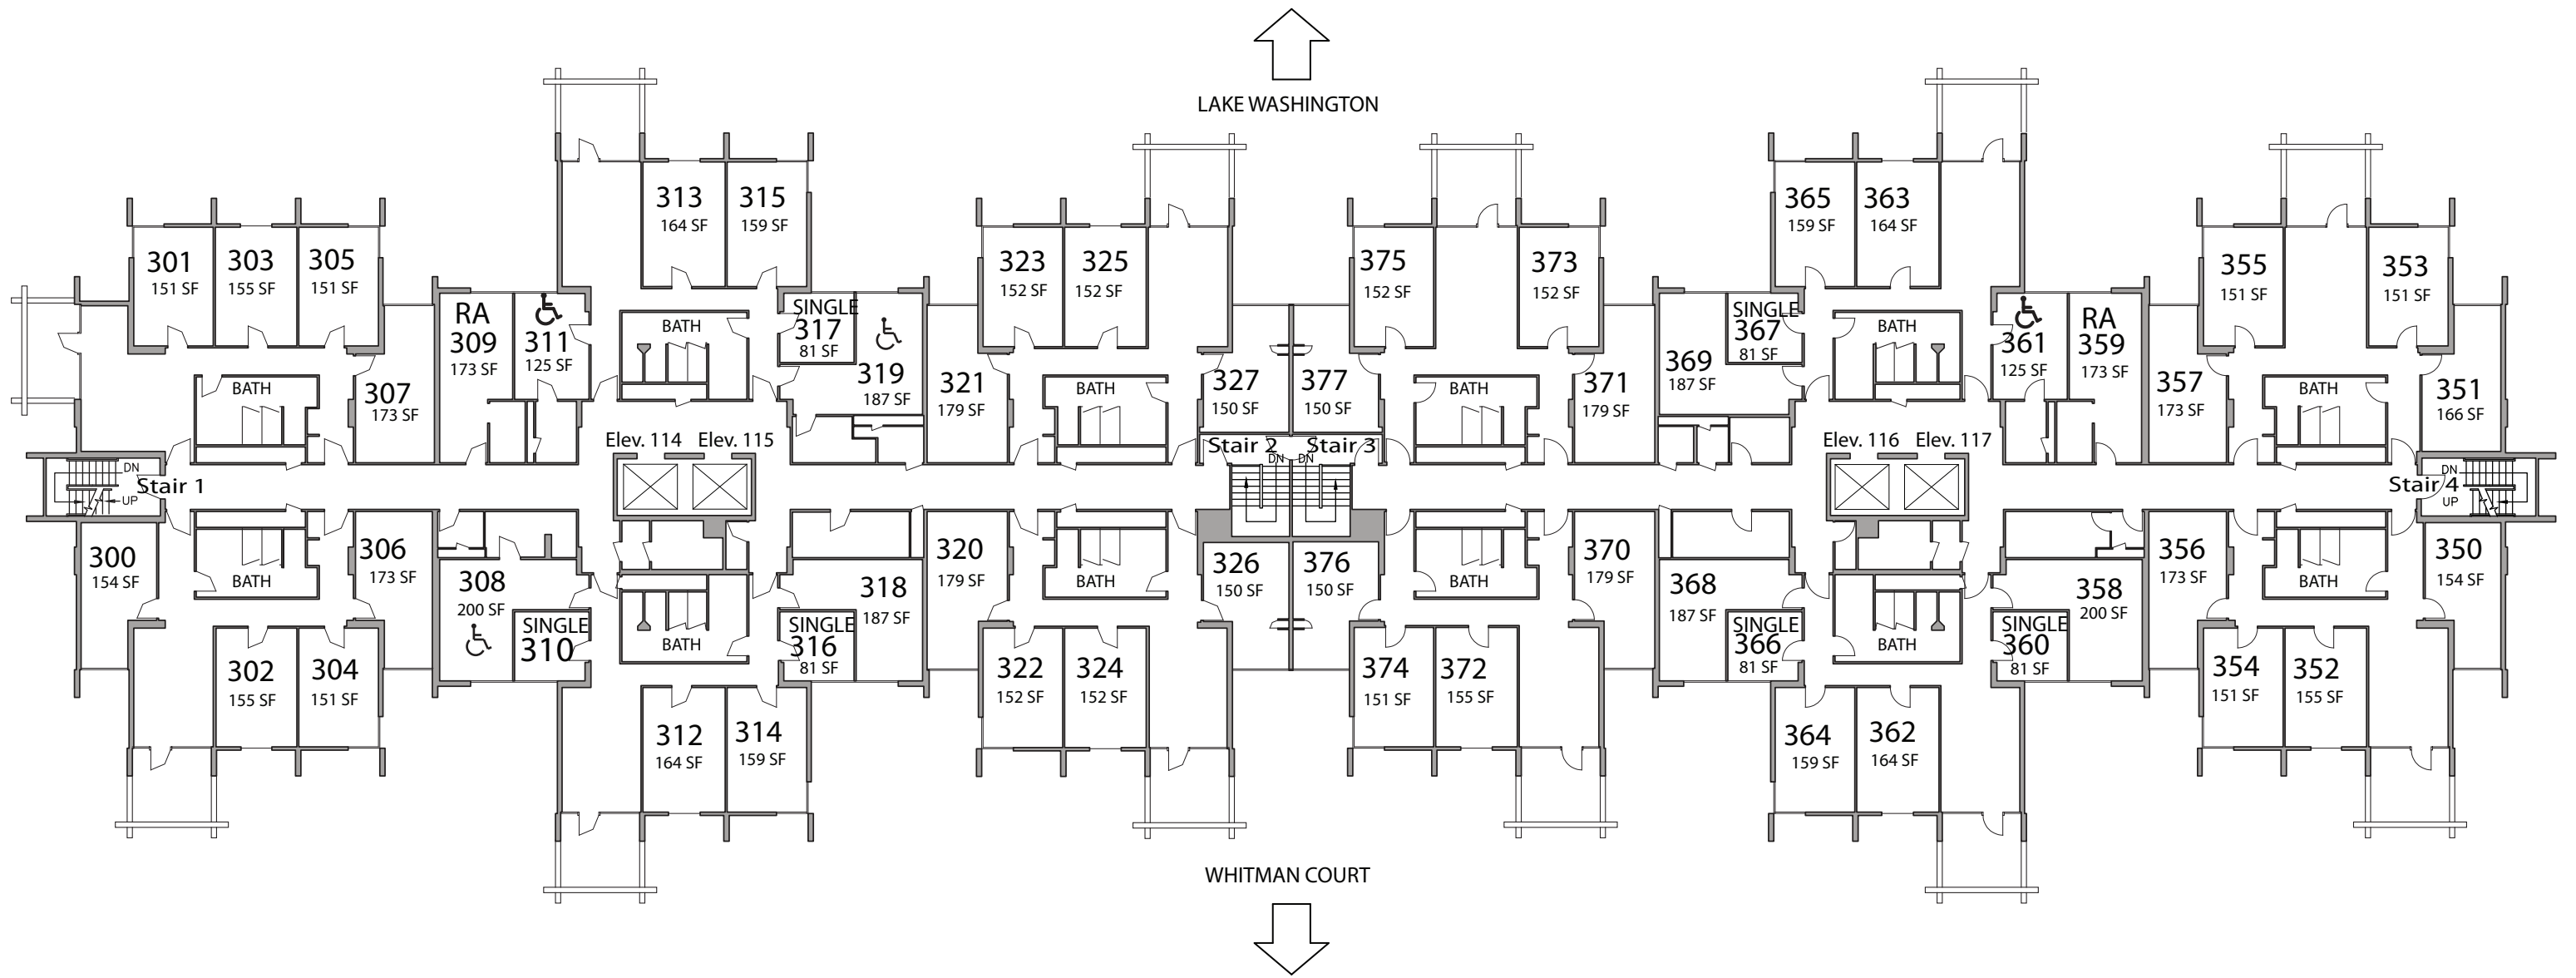 LAKE WASHINGTON
313
164 SF
315
159 SF
365
159 SF
363
164 SF
301
151 SF
303
155 SF
305
151 SF
323
152 SF
325
152 SF
375
152 SF
373
152 SF
355
151 SF
353
151 SF
RA
309
173 SF
311
125 SF
BATH
SINGLE
317
81 SF
319
187 SF
327
150 SF
377
150 SF
369
187 SF
SINGLE
367
81 SF
BATH
361
125 SF
RA
359
173 SF
BATH
307
173 SF
321
179 SF
BATH
BATH
371
179 SF
357
173 SF
BATH
351
166 SF
Elev. 114
Elev. 115
Stair 2
DN
Stair 3
DN
Elev. 116
Elev. 117
DN
UP
Stair 1
DN
UP
Stair 4
300
154 SF
BATH
306
173 SF
308
200 SF
SINGLE
310
BATH
SINGLE
316
81 SF
318
187 SF
320
179 SF
BATH
326
150 SF
376
150 SF
BATH
370
179 SF
368
187 SF
SINGLE
366
81 SF
BATH
SINGLE
360
81 SF
358
200 SF
356
173 SF
BATH
350
154 SF
302
155 SF
304
151 SF
322
152 SF
324
152 SF
374
151 SF
372
155 SF
354
151 SF
352
155 SF
312
164 SF
314
159 SF
364
159 SF
362
164 SF
WHITMAN COURT